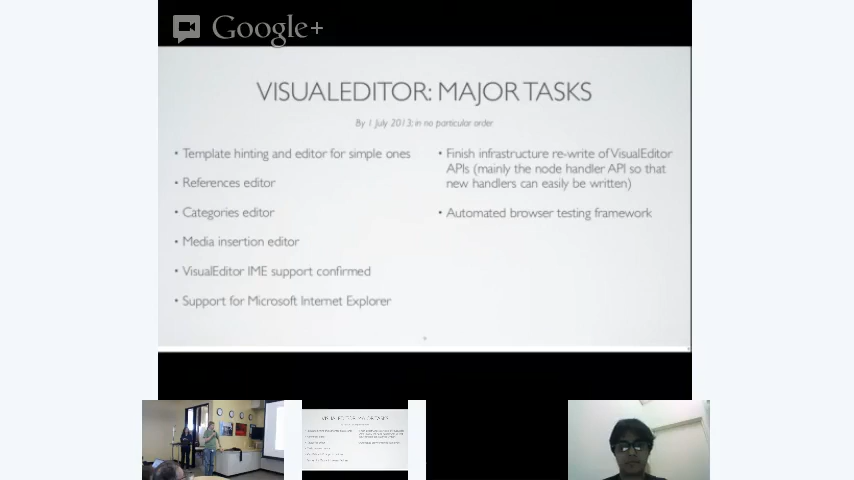 Google+
VISUALEDITOR: MAJOR TASKS
By 1 July 2013; in no particular order
• Template hinting and editor for simple ones
• References editor
• Categories editor
• Media insertion editor
• VisualEditor IME support confirmed
• Support for Microsoft Internet Explorer
• Finish infrastructure re-write of VisualEditor
APIs (mainly the node handler API so that
new handlers can easily be written)
• Automated browser testing framework
VISUALEDITOR: MAJOR TASKS